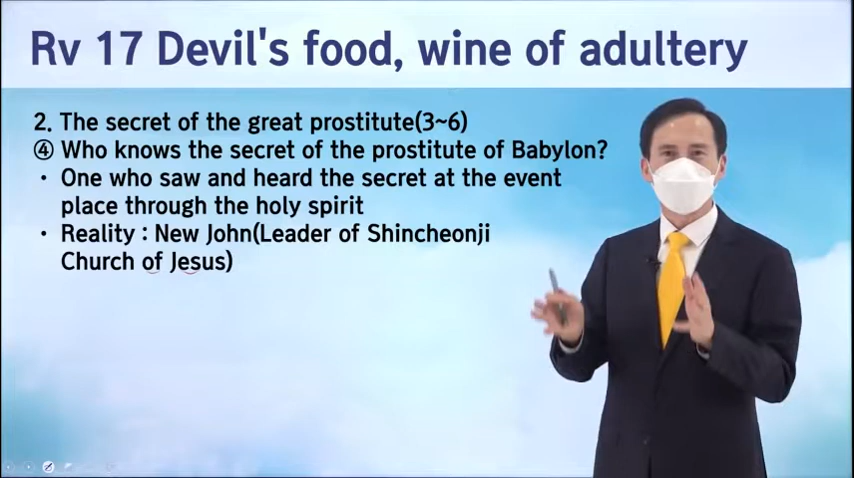 Rv 17 Devil's food, wine of adultery
2. The secret of the great prostitute(3~6)
④ Who knows the secret of the prostitute of Babylon?
• One who saw and heard the secret at the event
place through the holy spirit
• Reality : New John(Leader of Shincheonji
Church of Jesus)